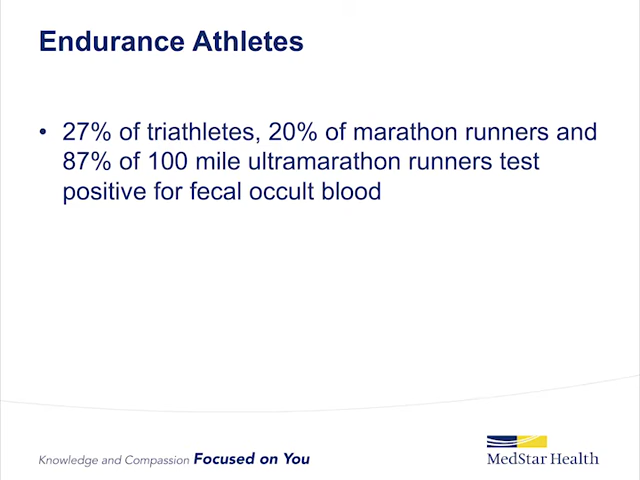 Endurance Athletes
• 27% of triathletes, 20% of marathon runners and
87% of 100 mile ultramarathon runners test
positive for fecal occult blood
Knowledge and Compassion Focused on You
MedStar Health